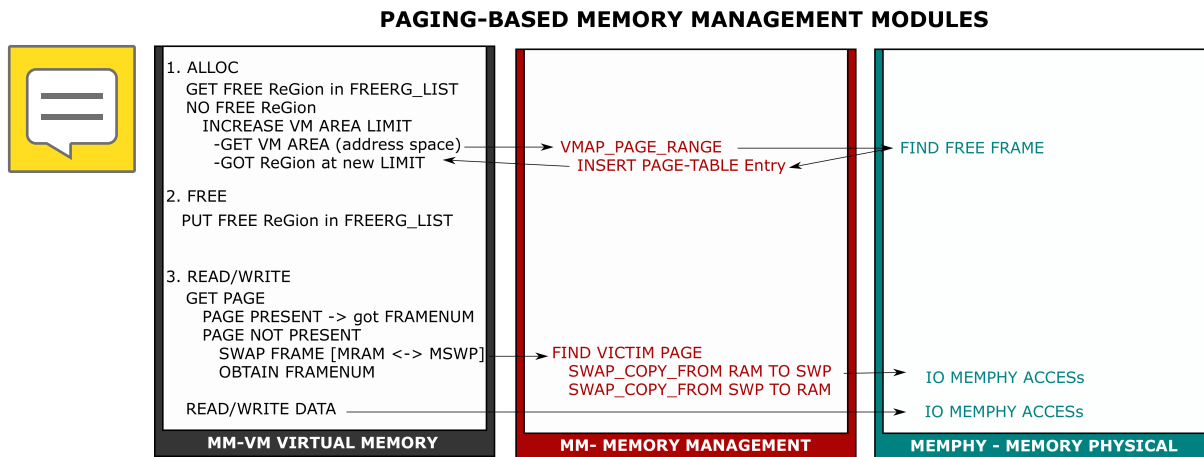 PAGING-BASED MEMORY MANAGEMENT MODULES
1. ALLOC
GET FREE ReGion in FREERG_LIST
NO FREE ReGion
INCREASE VM AREA LIMIT
-GET VM AREA (address space)
-GOT ReGion at new LIMIT
2. FREE
PUT FREE ReGion in FREERG_LIST
3. READ/WRITE
GET PAGE
PAGE PRESENT -> got FRAMENUM
PAGE NOT PRESENT
SWAP FRAME [MRAM <-> MSWP]
OBTAIN FRAMENUM
READ/WRITE DATA
MM-VM VIRTUAL MEMORY
VMAP_PAGE_RANGE
INSERT PAGE-TABLE Entry
FIND VICTIM PAGE
SWAP_COPY_FROM RAM TO SWP
SWAP_COPY_FROM SWP TO RAM
MM- MEMORY MANAGEMENT
FIND FREE FRAME
IO MEMPHY ACCESs
IO MEMPHY ACCESs
MEMPHY - MEMORY PHYSICAL